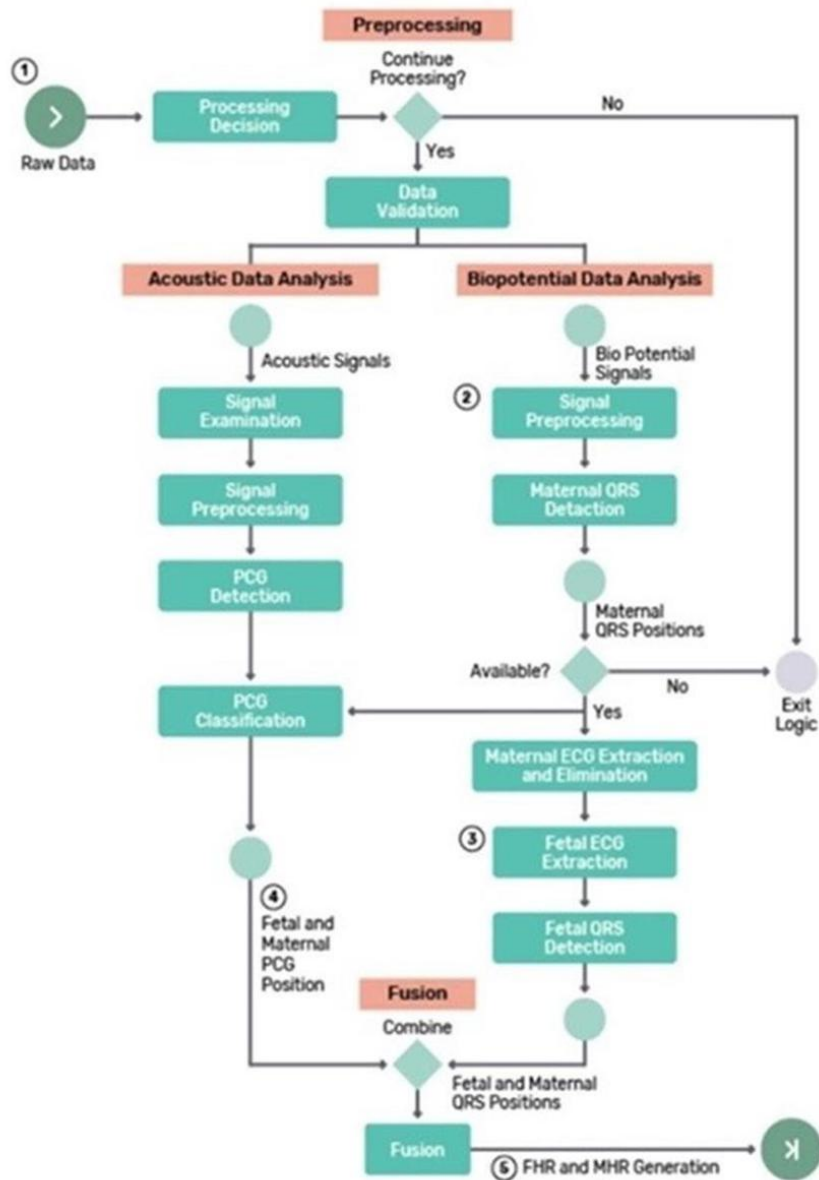 Preprocessing
①
Continue
Processing?
Processing
Decision
No
Raw Data
Yes
Data
Validation
Acoustic Data Analysis
Biopotential Data Analysis
Acoustic Signals
Bio Potential
Signals
②
Signal
Examination
Signal
Preprocessing
Signal
Preprocessing
Maternal QRS
Detaction
PCG
Detection
Maternal
QRS Positions
Available?
No
Exit
Logic
Yes
PCG
Classification
Maternal ECG Extraction
and Elimination
③
Fetal ECG
Extraction
④
Fetal and
Maternal
PCG
Position
Fetal QRS
Detection
Fusion
Combine
Fetal and Maternal
QRS Positions
Fusion
⑤ FHR and MHR Generation